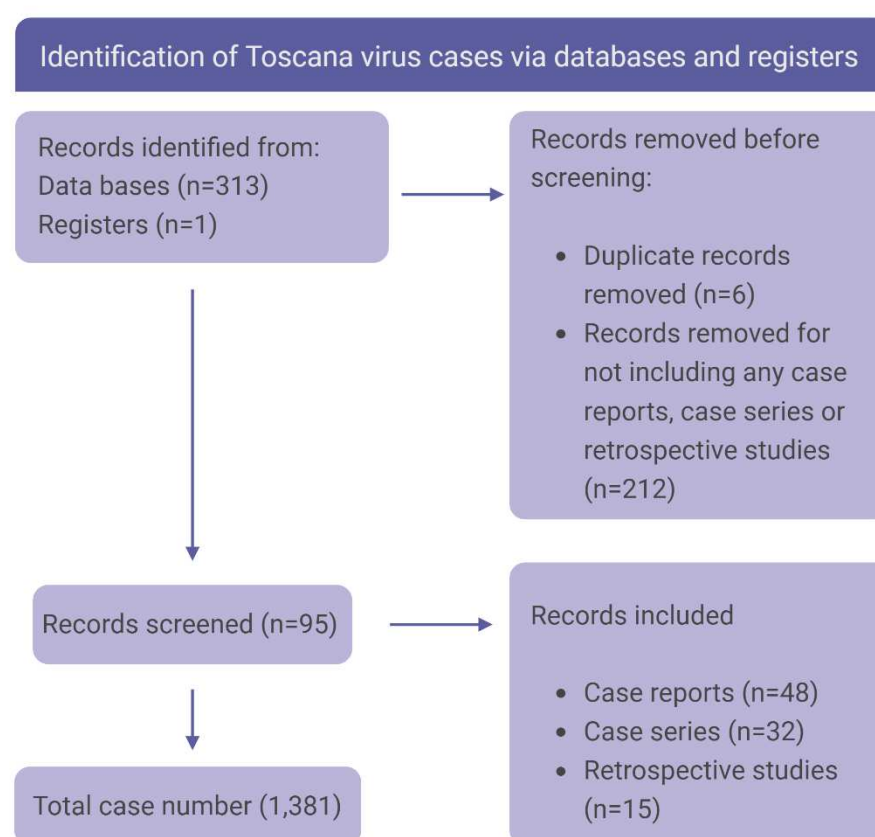 Identification of Toscana virus cases via databases and registers
Records identified from:
Data bases (n=313)
Registers (n=1)
Records removed before
screening:
• Duplicate records
removed (n=6)
• Records removed for
not including any case
reports, case series or
retrospective studies
(n=212)
Records screened (n=95)
Records included
• Case reports (n=48)
• Case series (n=32)
• Retrospective studies
(n=15)
Total case number (1,381)